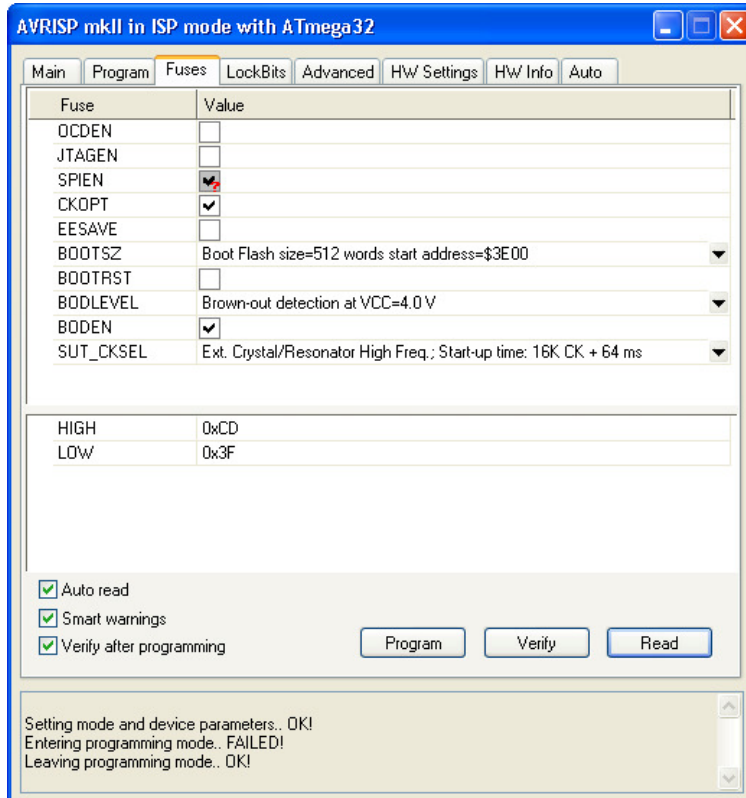 AVRISP mkII in ISP mode with ATmega32
Main Program Fuses LockBits Advanced HW Settings HW Info Auto
Fuse Value
OCDEN
JTAGEN
SPIEN
CKOPT
EESAVE
BOOTSZ Boot Flash size=512 words start address=$3E00
BOOTRST
BODLEVEL Brown-out detection at VCC=4.0 V
BODEN
SUT_CKSEL Ext. Crystal/Resonator High Freq.; Start-up time: 16K CK + 64 ms
HIGH 0xCD
LOW 0x3F
Auto read
Smart warnings
Verify after programming
Program Verify Read
Setting mode and device parameters.. OK!
Entering programming mode.. FAILED!
Leaving programming mode.. OK!